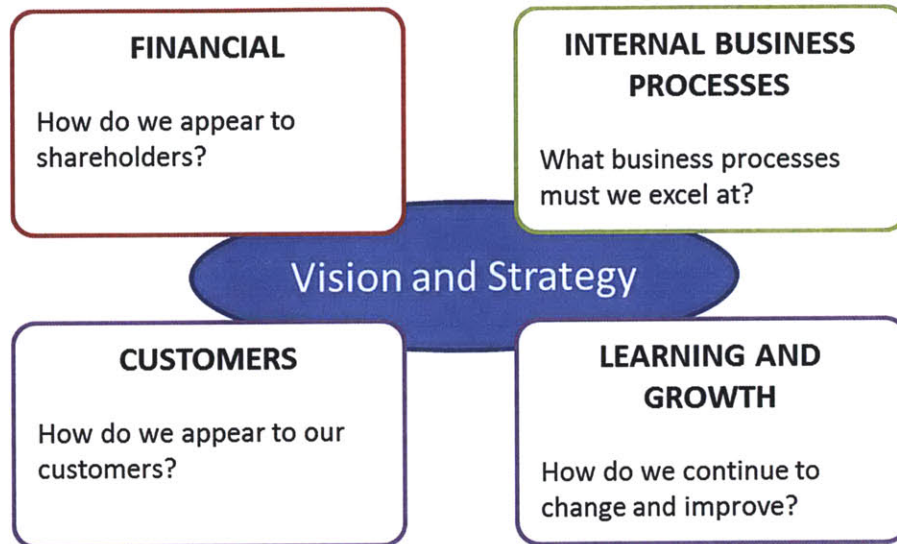 FINANCIAL
How do we appear to
shareholders?
INTERNAL BUSINESS
PROCESSES
What business processes
must we excel at?
Vision and Strategy
CUSTOMERS
How do we appear to our
customers?
LEARNING AND
GROWTH
How do we continue to
change and improve?